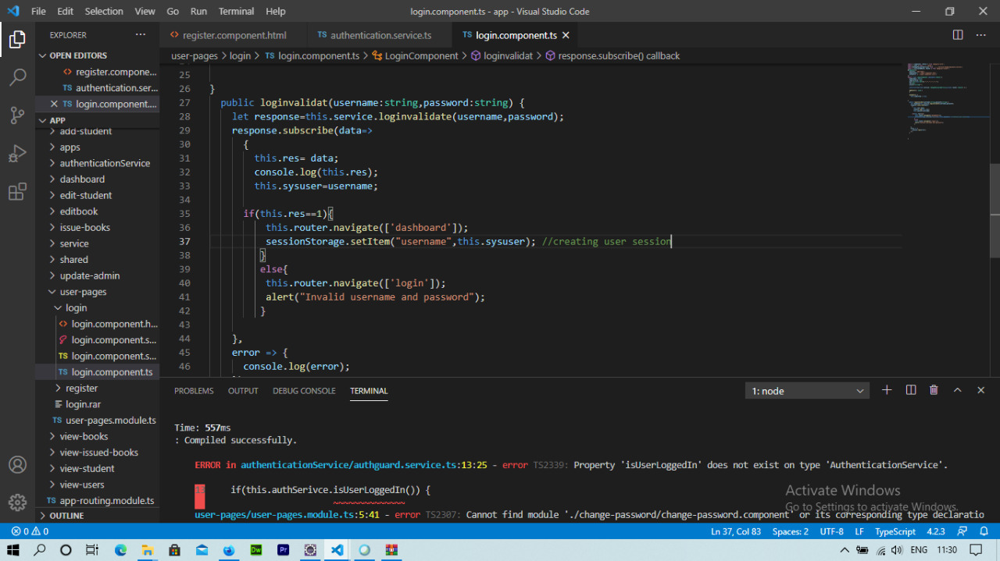 File Edit Selection View Go Run Terminal Help login.component.ts - app - Visual Studio Code
EXPLORER
register.component.html
TS authentication.service.ts
TS login.component.ts
OPEN EDITORS
register.compone...
TS authentication.ser...
TS login.component....
APP
add-student
apps
authenticationService
dashboard
edit-student
editbook
issue-books
service
shared
update-admin
user-pages
login
login.component.h...
login.component.s...
TS login.component.s...
TS login.component.ts
register
login.rar
TS user-pages.module.ts
view-books
view-issued-books
view-student
view-users
TS app-routing.module.ts
OUTLINE
user-pages > login > TS login.component.ts > LoginComponent > loginvalidat > response.subscribe() callback
25
26 }
27 public loginvalidat(username:string,password:string) {
28 let response=this.service.loginvalidate(username,password);
29 response.subscribe(data=>
30 {
31 this.res= data;
32 console.log(this.res);
33 this.sysuser=username;
34
35 if(this.res==1){
36 this.router.navigate(['dashboard']);
37 sessionStorage.setItem("username",this.sysuser); //creating user session
38 }
39 else{
40 this.router.navigate(['login']);
41 alert("Invalid username and password");
42 }
43
44 },
45 error => {
46 console.log(error);
PROBLEMS OUTPUT DEBUG CONSOLE TERMINAL 1: node
Time: 557ms
: Compiled successfully.
ERROR in authenticationService/authguard.service.ts:13:25 - error TS2339: Property 'isUserLoggedIn' does not exist on type 'AuthenticationService'.
13 if(this.authSerivce.isUserLoggedIn()) {
user-pages/user-pages.module.ts:5:41 - error TS2307: Cannot find module './change-password/change-password.component' or its corresponding type declaratio
Activate Windows
Go to Settings to activate Windows.
0 0 Ln 37, Col 83 Spaces: 2 UTF-8 LF TypeScript 4.2.3
Dw Pr ENG 11:30